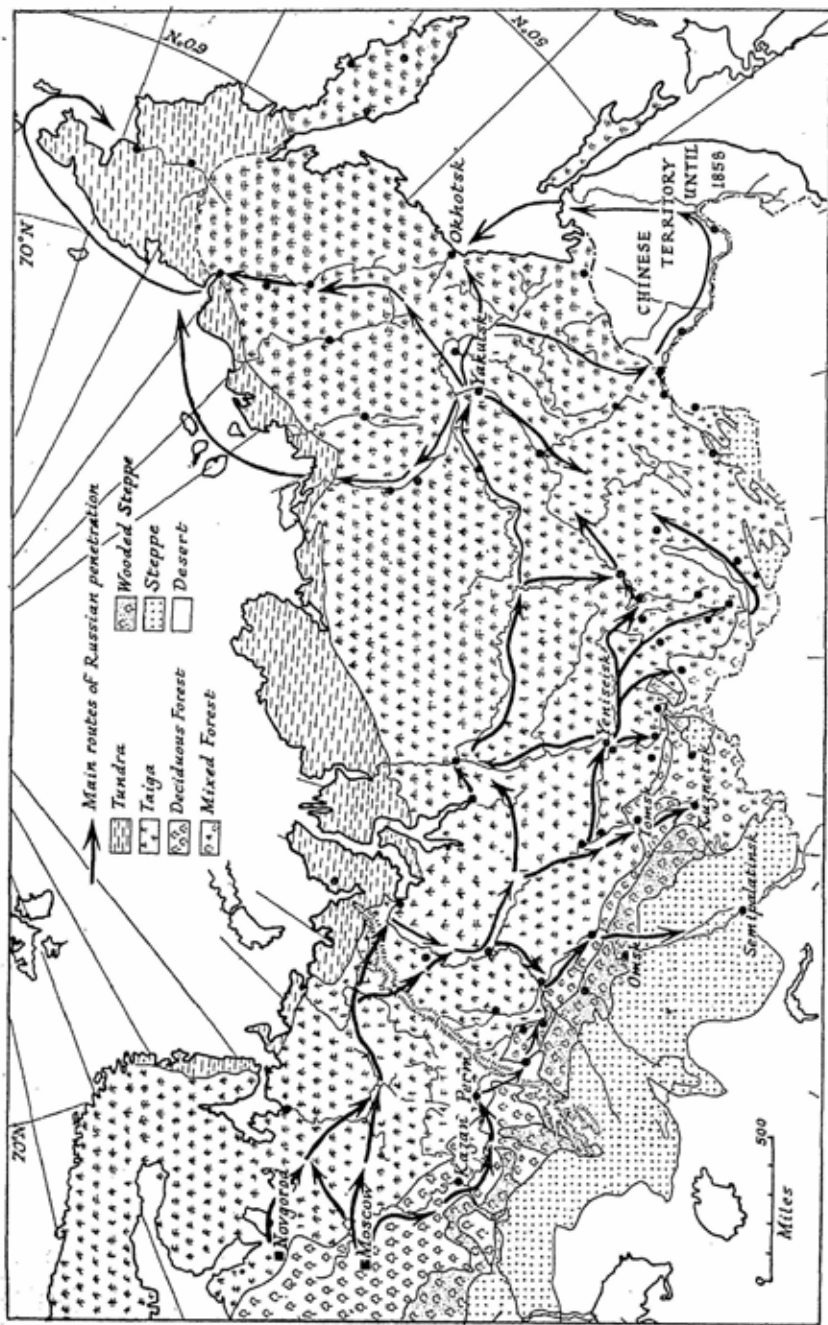 Main routes of Russian penetration
Tundra
Taiga
Deciduous Forest
Mixed Forest
Wooded Steppe
Steppe
Desert
70°N
70°N
60°N
50°N
Novgorod
Moscow
Kazan
Perm
Omsk
Tomsk
Kuznetsk
Semipalatinsk
Yeniseisk
Yakutsk
Okhotsk
CHINESE
TERRITORY
UNTIL
1858
0 500
Miles